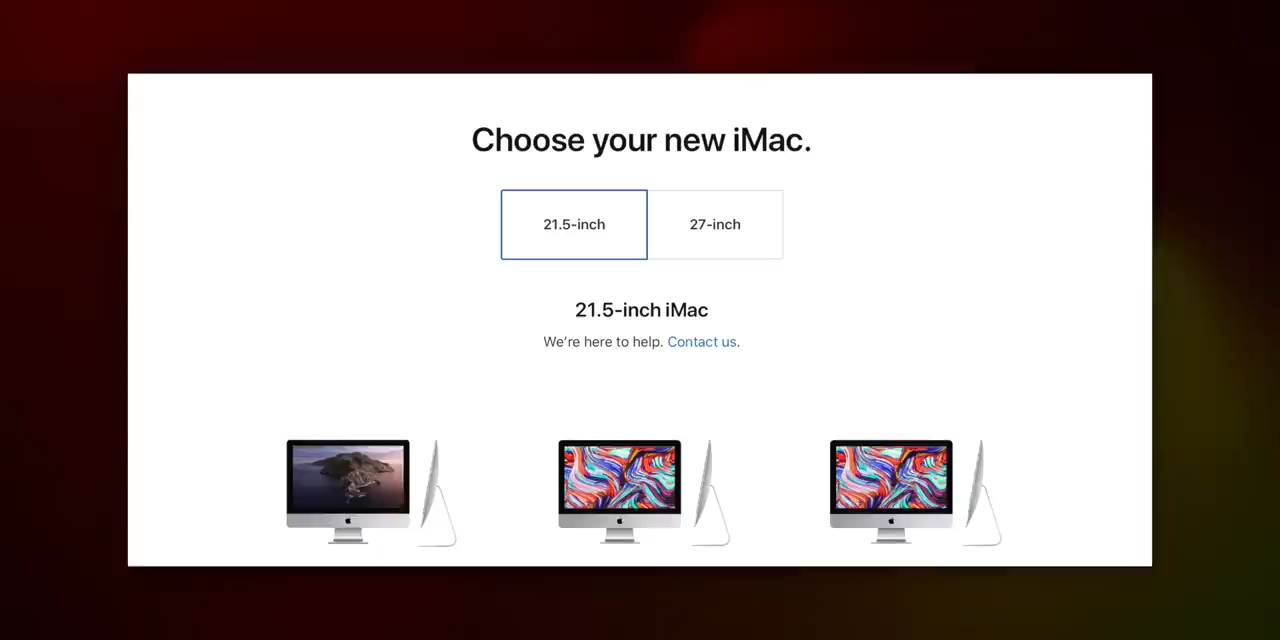 Choose your new iMac.
21.5-inch
27-inch
21.5-inch iMac
We’re here to help. Contact us.